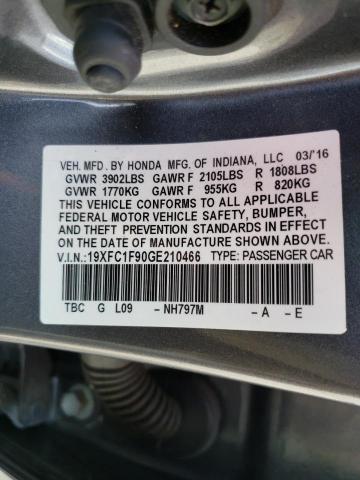 VEH. MFD. BY HONDA MFG. OF INDIANA, LLC 03/'16
GVWR 3902LBS GAWR F 2105LBS R 1808LBS
GVWR 1770KG GAWR F 955KG R 820KG
THIS VEHICLE CONFORMS TO ALL APPLICABLE
FEDERAL MOTOR VEHICLE SAFETY, BUMPER,
AND THEFT PREVENTION STANDARDS IN EFFECT
ON THE DATE OF MANUFACTURE SHOWN ABOVE.
V.I.N.:19XFC1F90GE210466 TYPE: PASSENGER CAR
TBC G L09 - NH797M - A - E